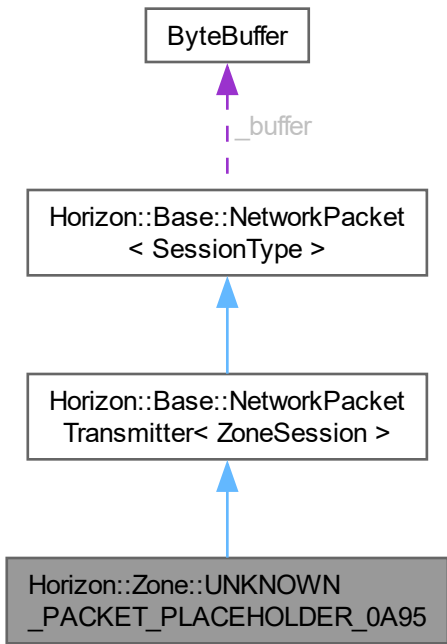 ByteBuffer
_buffer
Horizon::Base::NetworkPacket
< SessionType >
Horizon::Base::NetworkPacket
Transmitter< ZoneSession >
Horizon::Zone::UNKNOWN
_PACKET_PLACEHOLDER_0A95